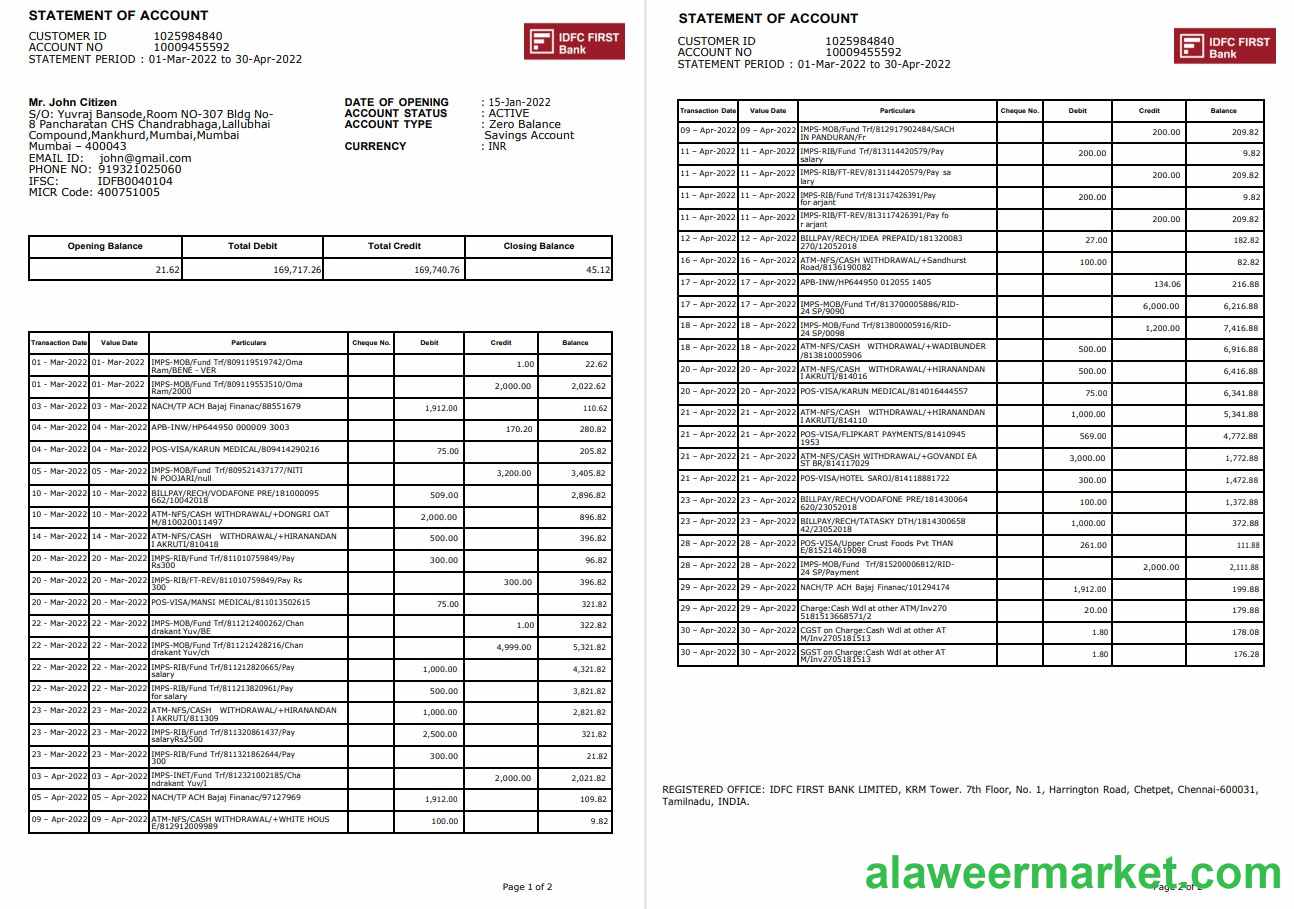 STATEMENT OF ACCOUNT
CUSTOMER ID 1025984840
ACCOUNT NO 10009455592
STATEMENT PERIOD : 01-Mar-2022 to 30-Apr-2022
IDFC FIRST
Bank
Mr. John Citizen
S/O: Yuvraj Bansode,Room NO-307 Bldg No-
8 Pancharatan CHS Chandrabhaga,Lallubhai
Compound,Mankhurd,Mumbai,Mumbai
Mumbai – 400043
EMAIL ID: john@gmail.com
PHONE NO: 919321025060
IFSC: IDFB0040104
MICR Code: 400751005
DATE OF OPENING : 15-Jan-2022
ACCOUNT STATUS : ACTIVE
ACCOUNT TYPE : Zero Balance
Savings Account
CURRENCY : INR
Opening Balance Total Debit Total Credit Closing Balance
21.62 169,717.26 169,740.76 45.12
Transaction Date Value Date Particulars Cheque No. Debit Credit Balance
01 - Mar-2022 01- Mar-2022 IMPS-MOB/Fund Trf/809119519742/Oma 1.00 22.62
Ram/BENE - VER
01 - Mar-2022 01- Mar-2022 IMPS-MOB/Fund Trf/809119553510/Oma 2,000.00 2,022.62
Ram/2000
03 - Mar-2022 03 - Mar-2022 NACH/TP ACH Bajaj Finanac/88551679 1,912.00 110.62
04 - Mar-2022 04 - Mar-2022 APB-INW/HP644950 000009 3003 170.20 280.82
04 - Mar-2022 04 - Mar-2022 POS-VISA/KARUN MEDICAL/809414290216 75.00 205.82
05 - Mar-2022 05 - Mar-2022 IMPS-MOB/Fund Trf/809521437177/NITI 3,200.00 3,405.82
N POOJARI/null
10 - Mar-2022 10 - Mar-2022 BILLPAY/RECH/VODAFONE PRE/181000095 509.00 2,896.82
662/10042018
10 - Mar-2022 10 - Mar-2022 ATM-NFS/CASH WITHDRAWAL/+DONGRI OAT 2,000.00 896.82
M/810020011497
14 - Mar-2022 14 - Mar-2022 ATM-NFS/CASH WITHDRAWAL/+HIRANANDAN 500.00 396.82
I AKRUTI/810418
20 - Mar-2022 20 - Mar-2022 IMPS-RIB/Fund Trf/811010759849/Pay 300.00 96.82
Rs300
20 - Mar-2022 20 - Mar-2022 IMPS-RIB/FT-REV/811010759849/Pay Rs 300.00 396.82
300
20 - Mar-2022 20 - Mar-2022 POS-VISA/MANSI MEDICAL/811013502615 75.00 321.82
22 - Mar-2022 22 - Mar-2022 IMPS-MOB/Fund Trf/811212400262/Chan 1.00 322.82
drakant Yuv/BE
22 - Mar-2022 22 - Mar-2022 IMPS-MOB/Fund Trf/811212428216/Chan 4,999.00 5,321.82
drakant Yuv/ch
22 - Mar-2022 22 - Mar-2022 IMPS-RIB/Fund Trf/811212820665/Pay 1,000.00 4,321.82
salary
22 - Mar-2022 22 - Mar-2022 IMPS-RIB/Fund Trf/811213820961/Pay 500.00 3,821.82
for salary
23 - Mar-2022 23 - Mar-2022 ATM-NFS/CASH WITHDRAWAL/+HIRANANDAN 1,000.00 2,821.82
I AKRUTI/811309
23 - Mar-2022 23 - Mar-2022 IMPS-RIB/Fund Trf/811320861437/Pay 2,500.00 321.82
salaryRs2500
23 - Mar-2022 23 - Mar-2022 IMPS-RIB/Fund Trf/811321862644/Pay 300.00 21.82
300
03 – Apr-2022 03 – Apr-2022 IMPS-INET/Fund Trf/812321002185/Cha 2,000.00 2,021.82
ndrakant Yuv/I
05 – Apr-2022 05 – Apr-2022 NACH/TP ACH Bajaj Finanac/97127969 1,912.00 109.82
09 – Apr-2022 09 – Apr-2022 ATM-NFS/CASH WITHDRAWAL/+WHITE HOUS 100.00 9.82
E/812912009989
Page 1 of 2
STATEMENT OF ACCOUNT
CUSTOMER ID 1025984840
ACCOUNT NO 10009455592
STATEMENT PERIOD : 01-Mar-2022 to 30-Apr-2022
IDFC FIRST
Bank
Transaction Date Value Date Particulars Cheque No. Debit Credit Balance
09 – Apr-2022 09 – Apr-2022 IMPS-MOB/Fund Trf/812917902484/SACH 200.00 209.82
IN PANDURAN/Fr
11 – Apr-2022 11 – Apr-2022 IMPS-RIB/Fund Trf/813114420579/Pay 200.00 9.82
salary
11 – Apr-2022 11 – Apr-2022 IMPS-RIB/FT-REV/813114420579/Pay sa 200.00 209.82
lary
11 – Apr-2022 11 – Apr-2022 IMPS-RIB/Fund Trf/813117426391/Pay 200.00 9.82
for arjant
11 – Apr-2022 11 – Apr-2022 IMPS-RIB/FT-REV/813117426391/Pay fo 200.00 209.82
r arjant
12 – Apr-2022 12 – Apr-2022 BILLPAY/RECH/IDEA PREPAID/181320083 27.00 182.82
270/12052018
16 – Apr-2022 16 – Apr-2022 ATM-NFS/CASH WITHDRAWAL/+Sandhurst 100.00 82.82
Road/8136190082
17 – Apr-2022 17 – Apr-2022 APB-INW/HP644950 012055 1405 134.06 216.88
17 – Apr-2022 17 – Apr-2022 IMPS-MOB/Fund Trf/813700005886/RID- 6,000.00 6,216.88
24 SP/9090
18 – Apr-2022 18 – Apr-2022 IMPS-MOB/Fund Trf/813800005916/RID- 1,200.00 7,416.88
24 SP/0098
18 – Apr-2022 18 – Apr-2022 ATM-NFS/CASH WITHDRAWAL/+WADIBUNDER 500.00 6,916.88
/813810005906
20 – Apr-2022 20 – Apr-2022 ATM-NFS/CASH WITHDRAWAL/+HIRANANDAN 500.00 6,416.88
I AKRUTI/814016
20 – Apr-2022 20 – Apr-2022 POS-VISA/KARUN MEDICAL/814016444557 75.00 6,341.88
21 – Apr-2022 21 – Apr-2022 ATM-NFS/CASH WITHDRAWAL/+HIRANANDAN 1,000.00 5,341.88
I AKRUTI/814110
21 – Apr-2022 21 – Apr-2022 POS-VISA/FLIPKART PAYMENTS/81410945 569.00 4,772.88
1953
21 – Apr-2022 21 – Apr-2022 ATM-NFS/CASH WITHDRAWAL/+GOVANDI EA 3,000.00 1,772.88
ST BR/814117029
21 – Apr-2022 21 – Apr-2022 POS-VISA/HOTEL SAROJ/814118881722 300.00 1,472.88
23 – Apr-2022 23 – Apr-2022 BILLPAY/RECH/VODAFONE PRE/181430064 100.00 1,372.88
620/23052018
23 – Apr-2022 23 – Apr-2022 BILLPAY/RECH/TATASKY DTH/1814300658 1,000.00 372.88
42/23052018
28 – Apr-2022 28 – Apr-2022 POS-VISA/Upper Crust Foods Pvt THAN 261.00 111.88
E/815214619098
28 – Apr-2022 28 – Apr-2022 IMPS-MOB/Fund Trf/815200006812/RID- 2,000.00 2,111.88
24 SP/Payment
29 – Apr-2022 29 – Apr-2022 NACH/TP ACH Bajaj Finanac/101294174 1,912.00 199.88
29 – Apr-2022 29 – Apr-2022 Charge:Cash Wdl at other ATM/Inv270 20.00 179.88
5181513668571/2
30 – Apr-2022 30 – Apr-2022 CGST on Charge:Cash Wdl at other AT 1.80 178.08
M/Inv2705181513
30 – Apr-2022 30 – Apr-2022 SGST on Charge:Cash Wdl at other AT 1.80 176.28
M/Inv2705181513
REGISTERED OFFICE: IDFC FIRST BANK LIMITED, KRM Tower. 7th Floor, No. 1, Harrington Road, Chetpet, Chennai-600031,
Tamilnadu, INDIA.
alaweermarket.com
Page 2 of 2